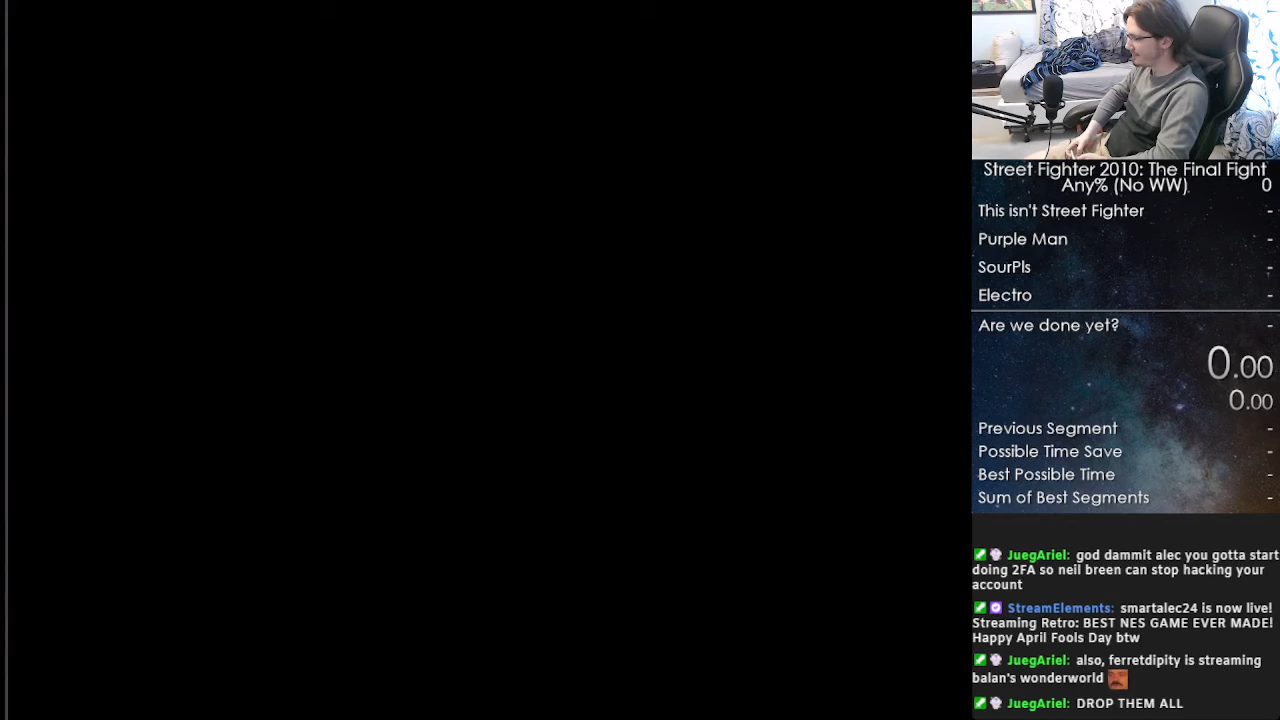 Street Fighter 2010: The Final Fight
Any% (No WW) 0
This isn't Street Fighter -
Purple Man -
SourPls -
Electro -
Are we done yet? -
0.00
0.00
Previous Segment -
Possible Time Save -
Best Possible Time -
Sum of Best Segments -
JuegAriel: god dammit alec you gotta start
doing 2FA so neil breen can stop hacking your
account
StreamElements: smartalec24 is now live!
Streaming Retro: BEST NES GAME EVER MADE!
Happy April Fools Day btw
JuegAriel: also, ferretdipity is streaming
balan's wonderworld
JuegAriel: DROP THEM ALL